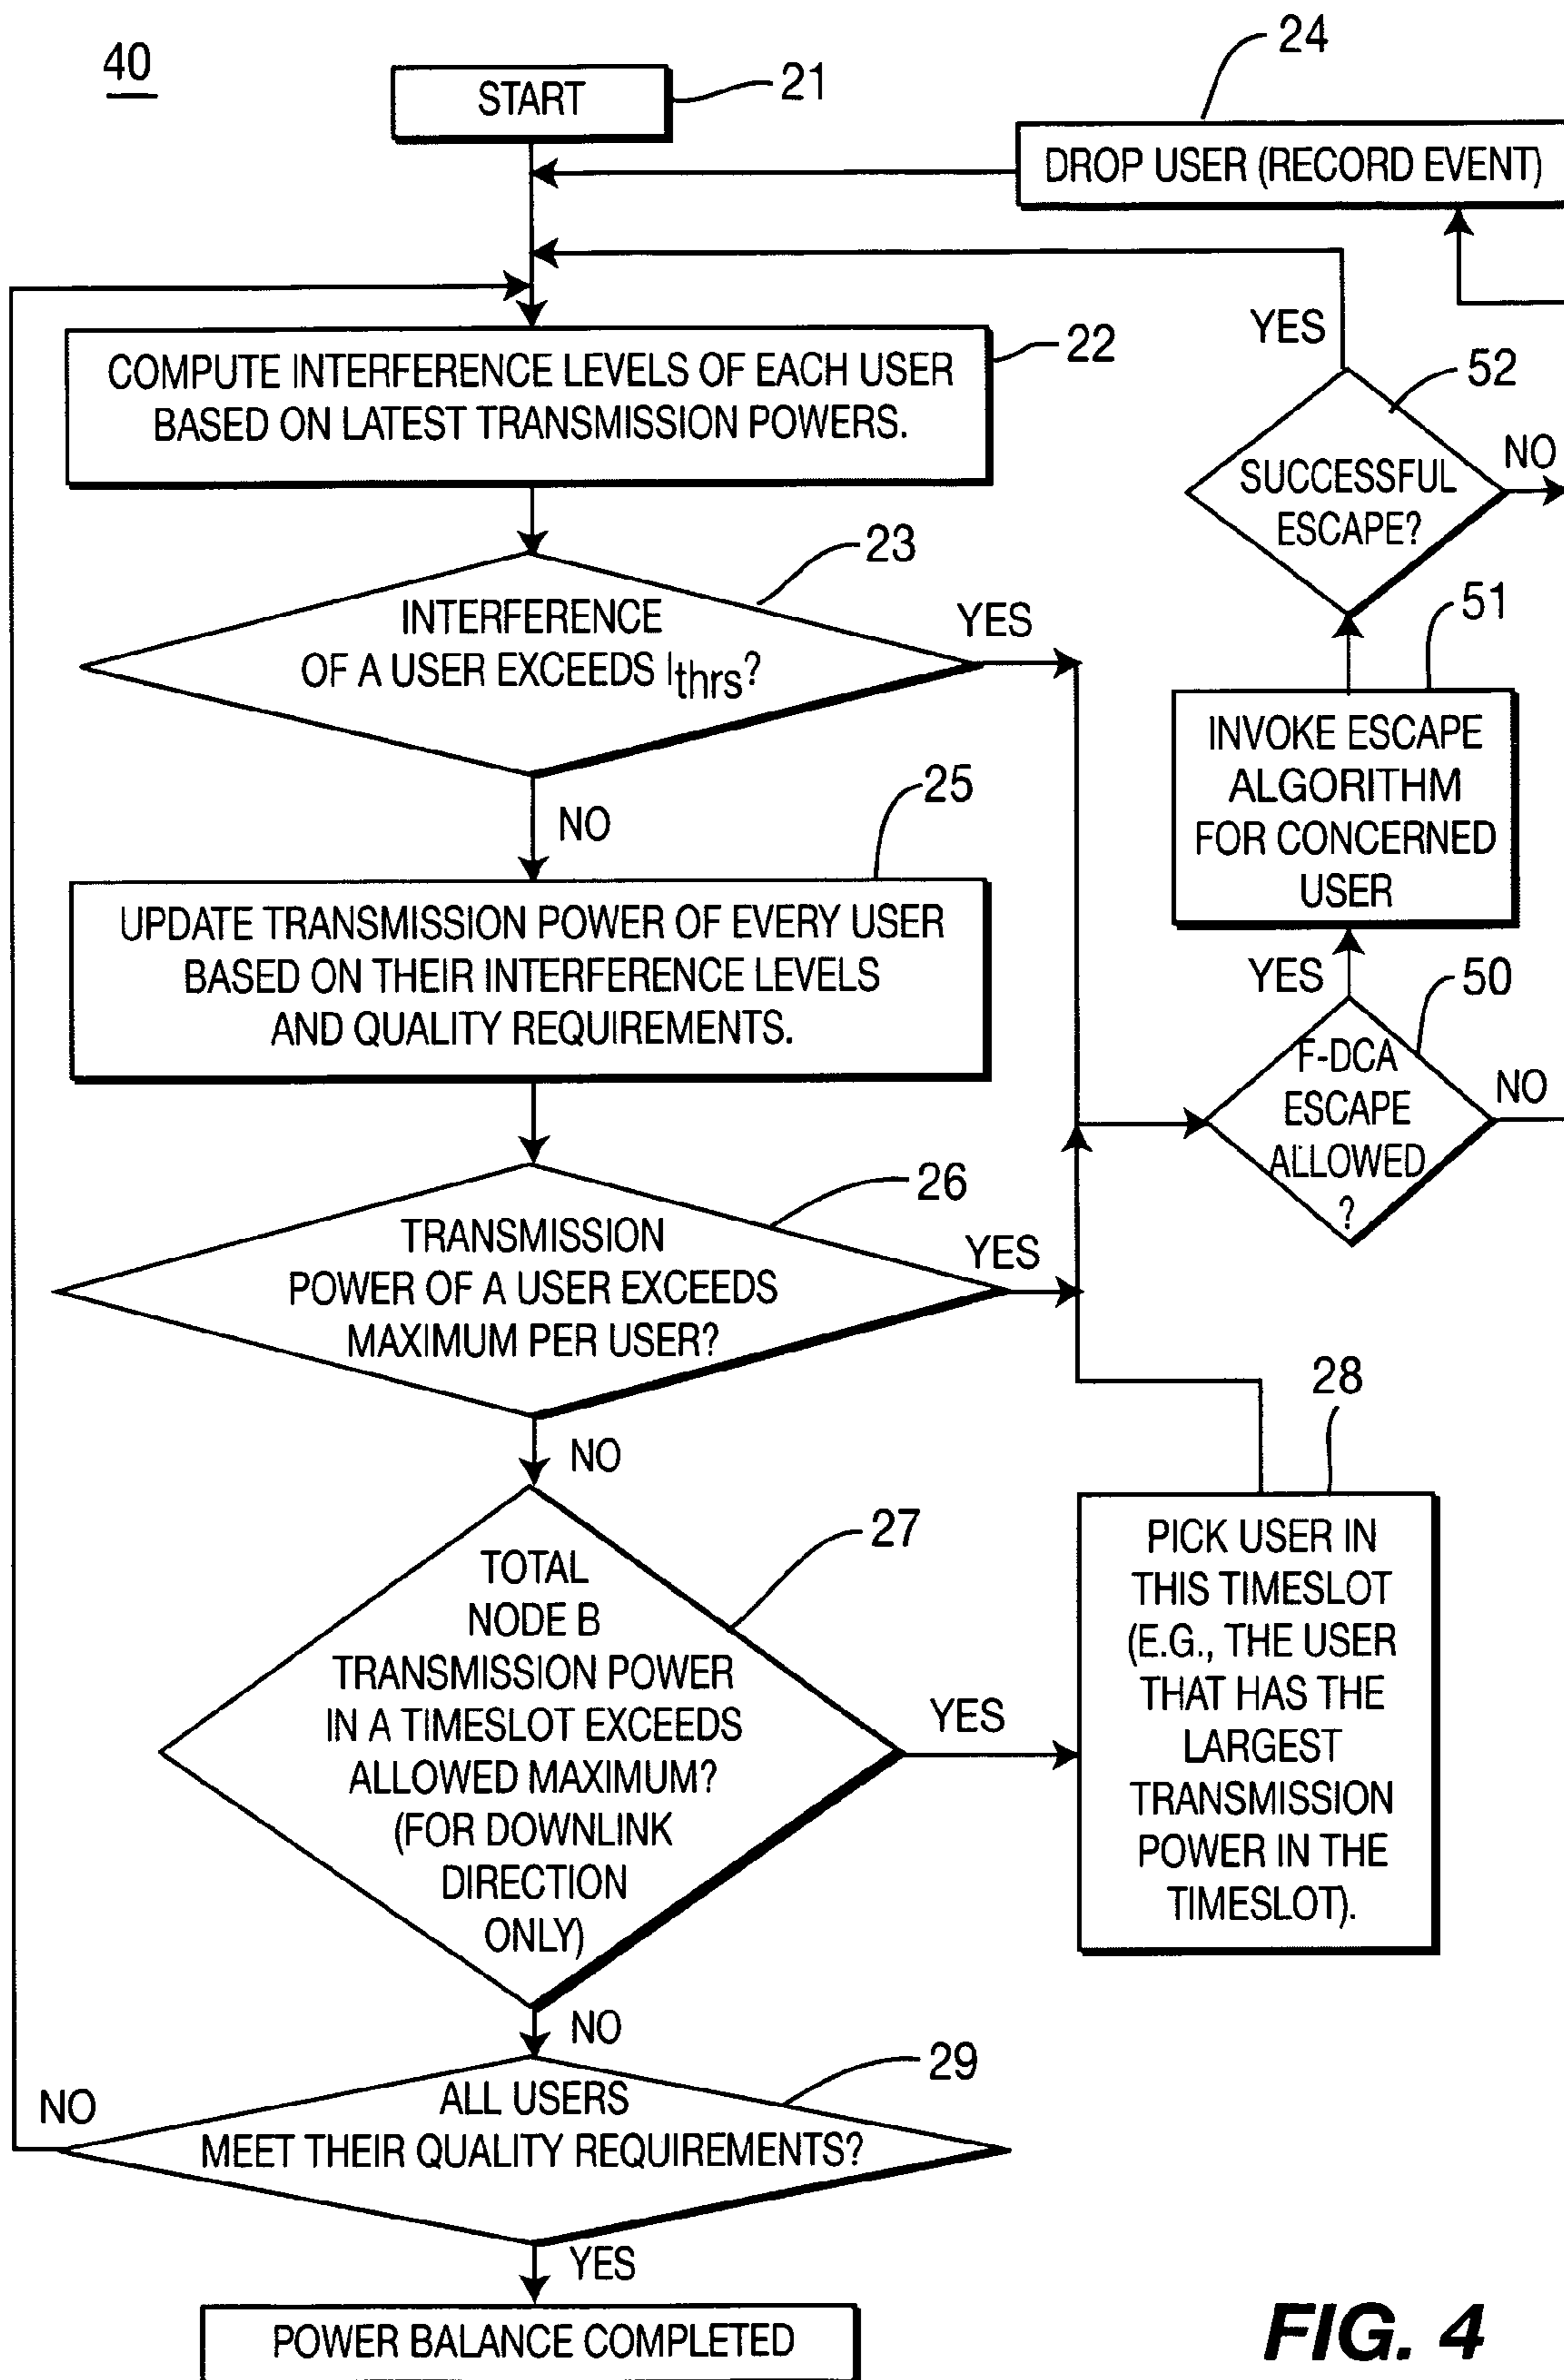 40
START
21
24
DROP USER (RECORD EVENT)
COMPUTE INTERFERENCE LEVELS OF EACH USER
BASED ON LATEST TRANSMISSION POWERS.
22
YES
52
SUCCESSFUL
ESCAPE?
NO
INTERFERENCE
OF A USER EXCEEDS Ithrs?
23
YES
NO
51
INVOKE ESCAPE
ALGORITHM
FOR CONCERNED
USER
25
UPDATE TRANSMISSION POWER OF EVERY USER
BASED ON THEIR INTERFERENCE LEVELS
AND QUALITY REQUIREMENTS.
YES
50
F-DCA
ESCAPE
ALLOWED
?
NO
26
TRANSMISSION
POWER OF A USER EXCEEDS
MAXIMUM PER USER?
YES
NO
28
PICK USER IN
THIS TIMESLOT
(E.G., THE USER
THAT HAS THE
LARGEST
TRANSMISSION
POWER IN THE
TIMESLOT).
27
TOTAL
NODE B
TRANSMISSION POWER
IN A TIMESLOT EXCEEDS
ALLOWED MAXIMUM?
(FOR DOWNLINK
DIRECTION
ONLY)
YES
NO
29
ALL USERS
MEET THEIR QUALITY REQUIREMENTS?
NO
YES
POWER BALANCE COMPLETED
FIG. 4